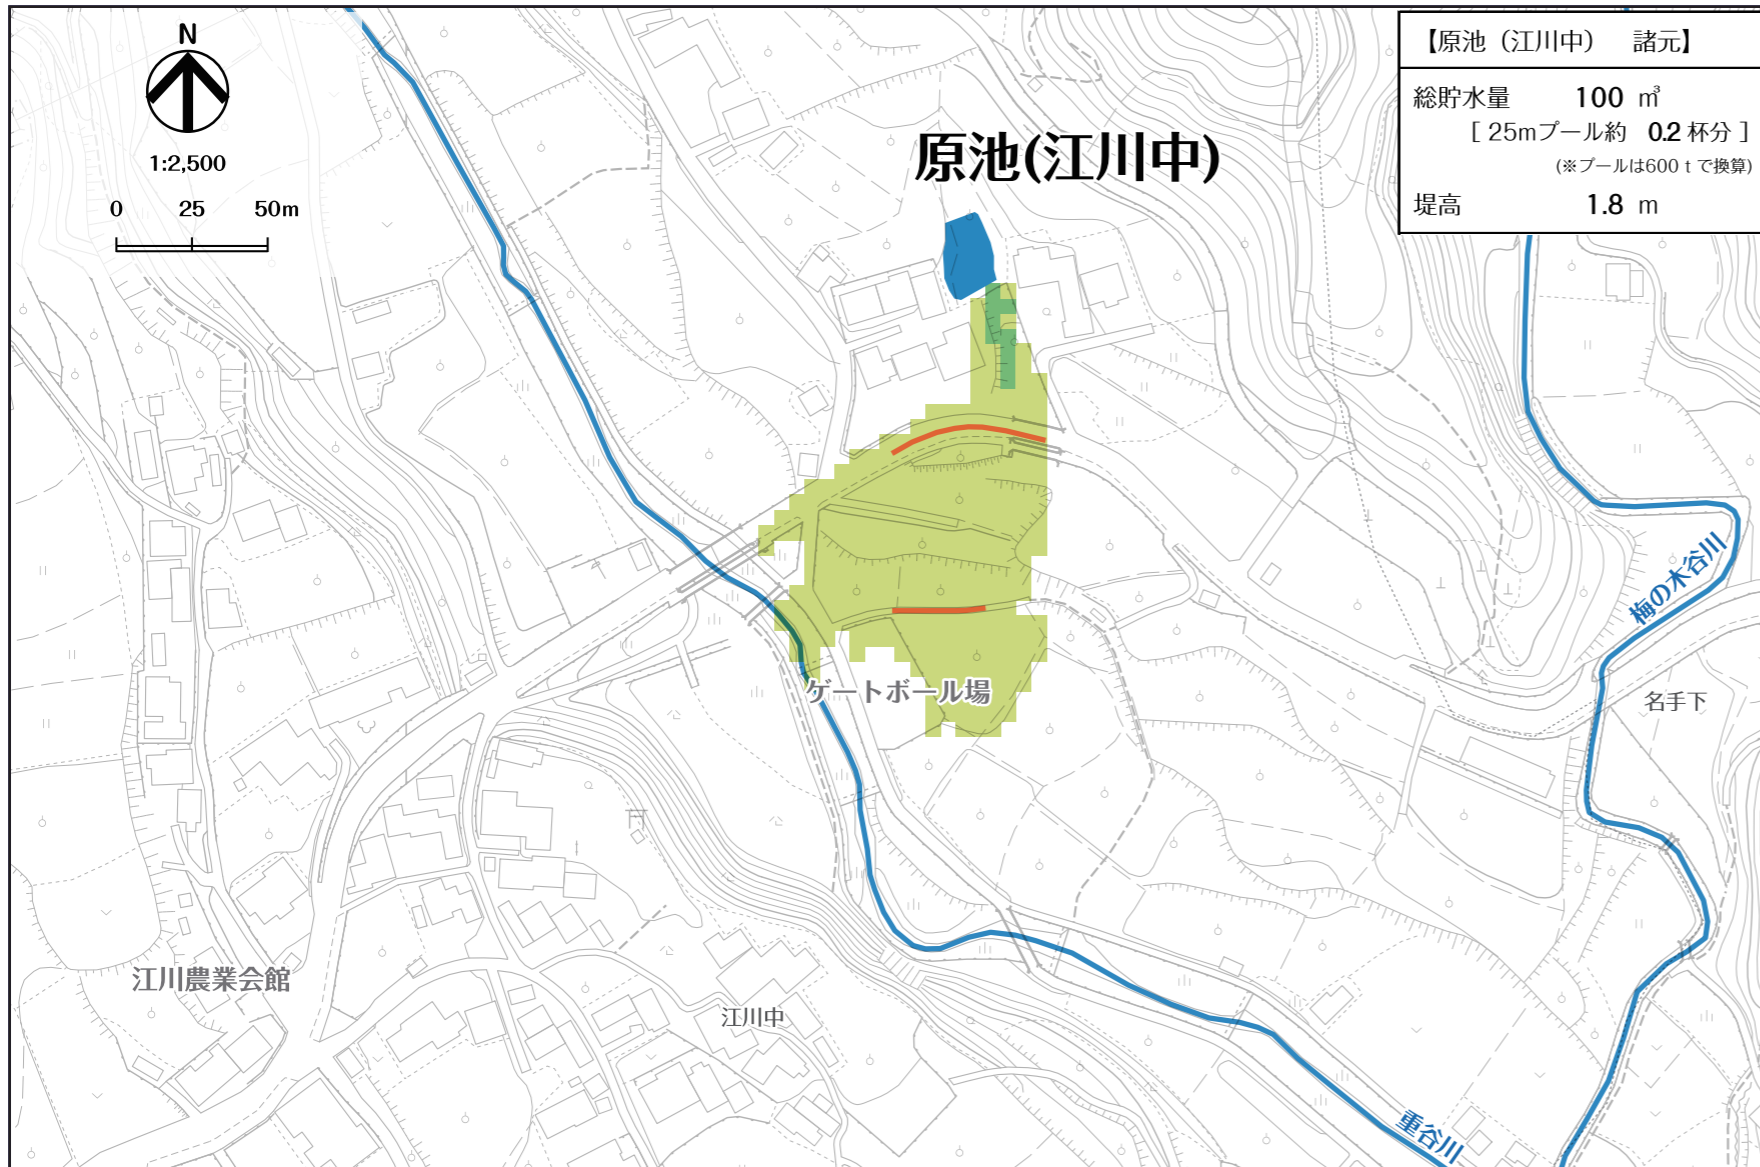 N
1:2,500
0 25 50m
【原池（江川中） 諸元】
総貯水量 100 ㎥
[ 25mプール約 0.2 杯分 ]
(※プールは600 t で換算)
堤高 1.8 m
原池(江川中)
梅の木谷川
名手下
ゲートボール場
江川農業会館
江川中
重谷川